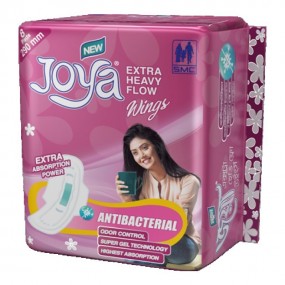 8 Pads
290 mm
NEW
JOYA
EXTRA
HEAVY
FLOW
Wings
SMC
EXTRA
ABSORPTION
POWER
ANTIBACTERIAL
ODOR CONTROL
SUPER GEL TECHNOLOGY
HIGHEST ABSORPTION